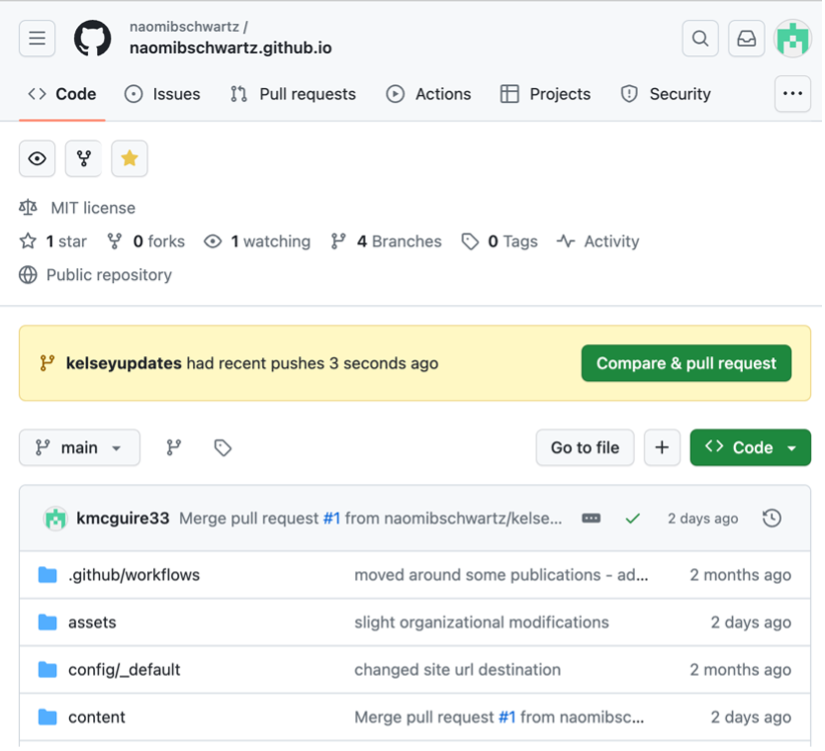 naomibschwartz /
naomibschwartz.github.io
Code Issues Pull requests Actions Projects Security
MIT license
1 star 0 forks 1 watching 4 Branches 0 Tags Activity
Public repository
kelseyupdates had recent pushes 3 seconds ago Compare & pull request
main Go to file + Code
kmcguire33 Merge pull request #1 from naomibschwartz/kelse... 2 days ago
.github/workflows moved around some publications - ad... 2 months ago
assets slight organizational modifications 2 days ago
config/_default changed site url destination 2 months ago
content Merge pull request #1 from naomibsc... 2 days ago